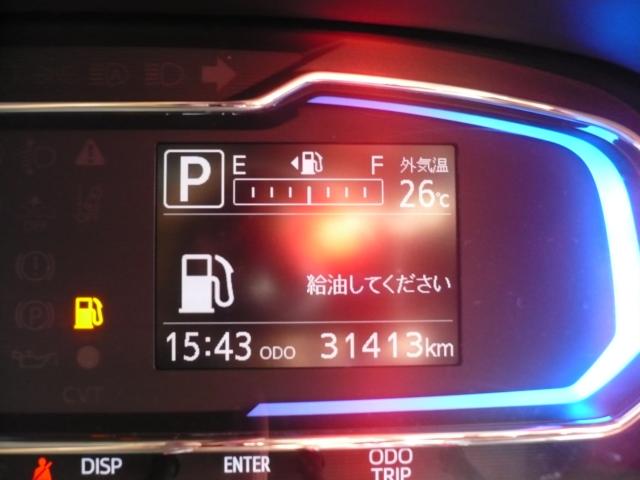 P E F 外気温
26℃
給油してください
15:43 ODO 31413km
CVT
DISP ENTER ODO
TRIP